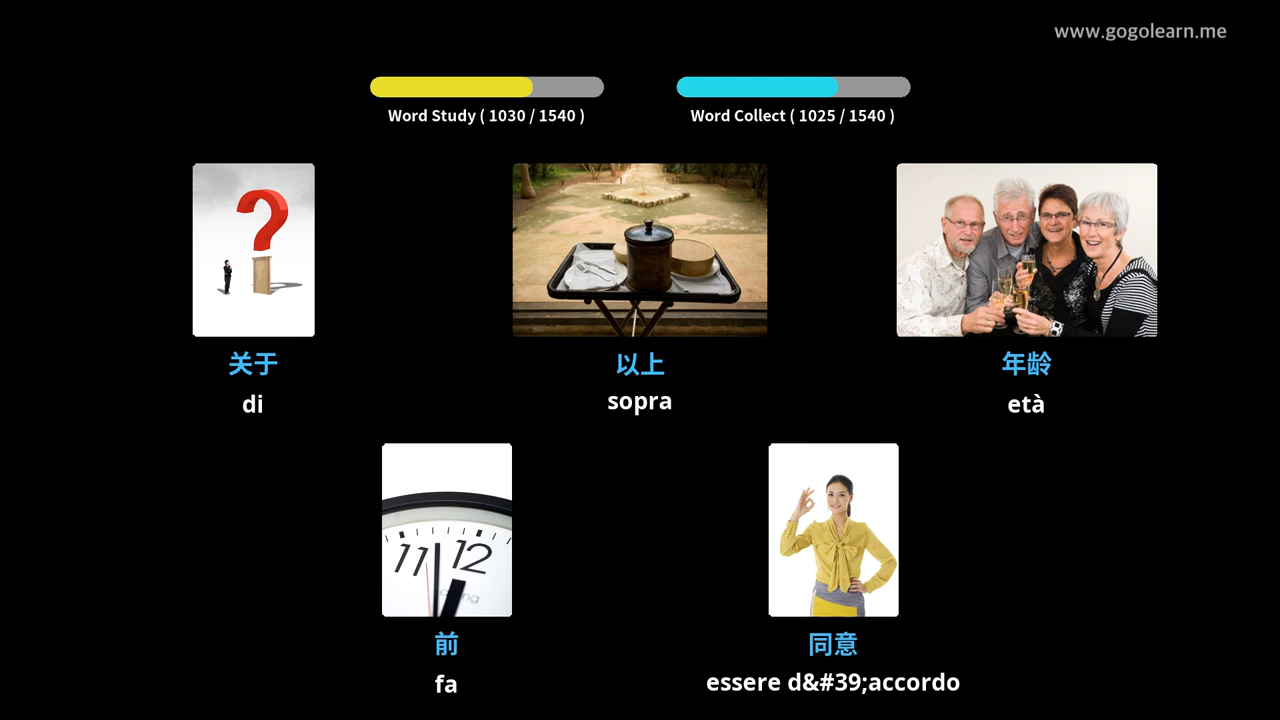 www.gogolearn.me
Word Study ( 1030 / 1540 )
Word Collect ( 1025 / 1540 )
关于
di
以上
sopra
年龄
età
11
12
前
fa
同意
essere d&#39;accordo